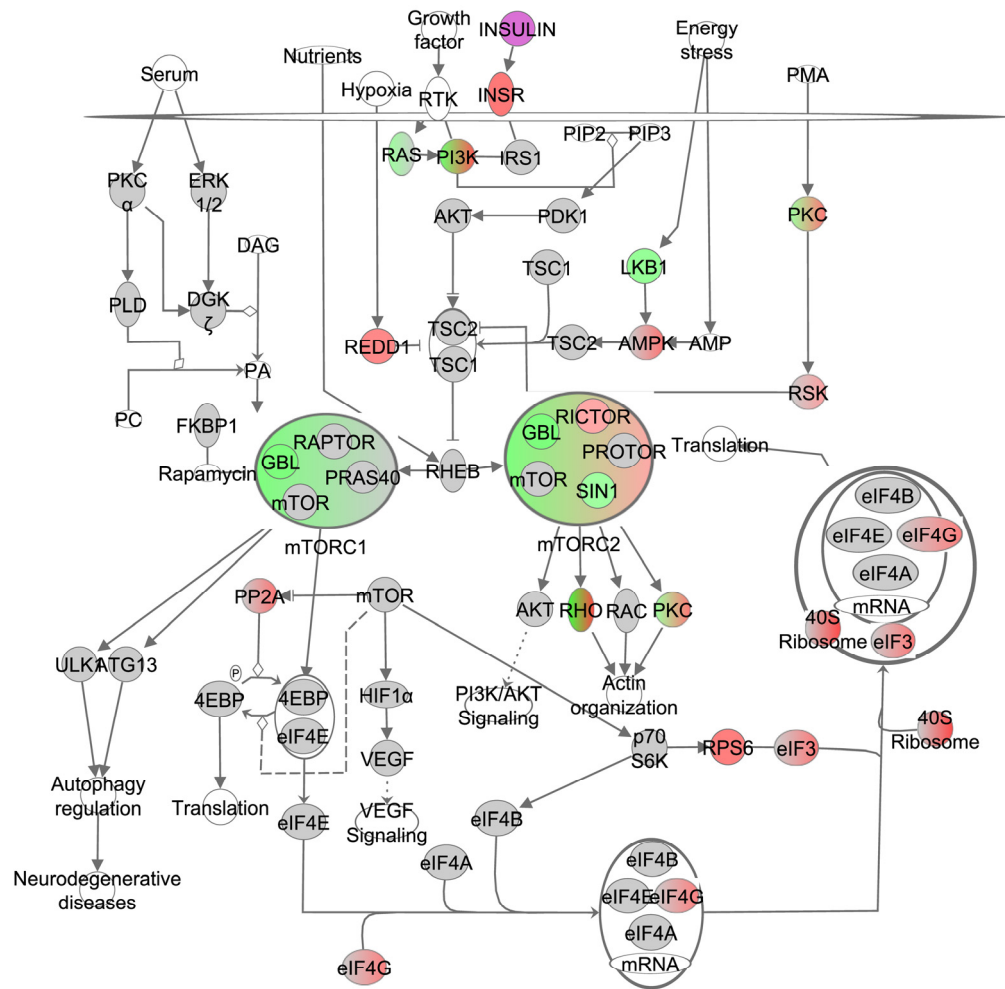 Growth
factor
INSULIN
Energy
stress
Nutrients
Serum
Hypoxia
RTK
INSR
PMA
PIP2
PIP3
RAS
PI3K
IRS1
PKC
α
ERK
1/2
AKT
PDK1
PKC
DAG
TSC1
LKB1
PLD
DGK
ζ
TSC2
REDD1
TSC2
AMPK
AMP
TSC1
PA
PC
RSK
FKBP1
RAPTOR
GBL
RICTOR
PROTOR
Translation
Rapamycin
GBL
PRAS40
RHEB
mTOR
SIN1
mTOR
eIF4B
mTORC1
mTORC2
eIF4E
eIF4G
eIF4A
PP2A
mTOR
AKT
RHO
RAC
PKC
mRNA
40S
Ribosome
eIF3
ULK1
ATG13
P
4EBP
4EBP
HIF1α
PI3K/AKT
Signaling
Actin
organization
eIF4E
p70
S6K
RPS6
eIF3
40S
Ribosome
VEGF
Autophagy
regulation
Translation
eIF4E
VEGF
Signaling
eIF4B
eIF4A
eIF4B
Neurodegenerative
diseases
eIF4E
eIF4G
eIF4A
eIF4G
mRNA